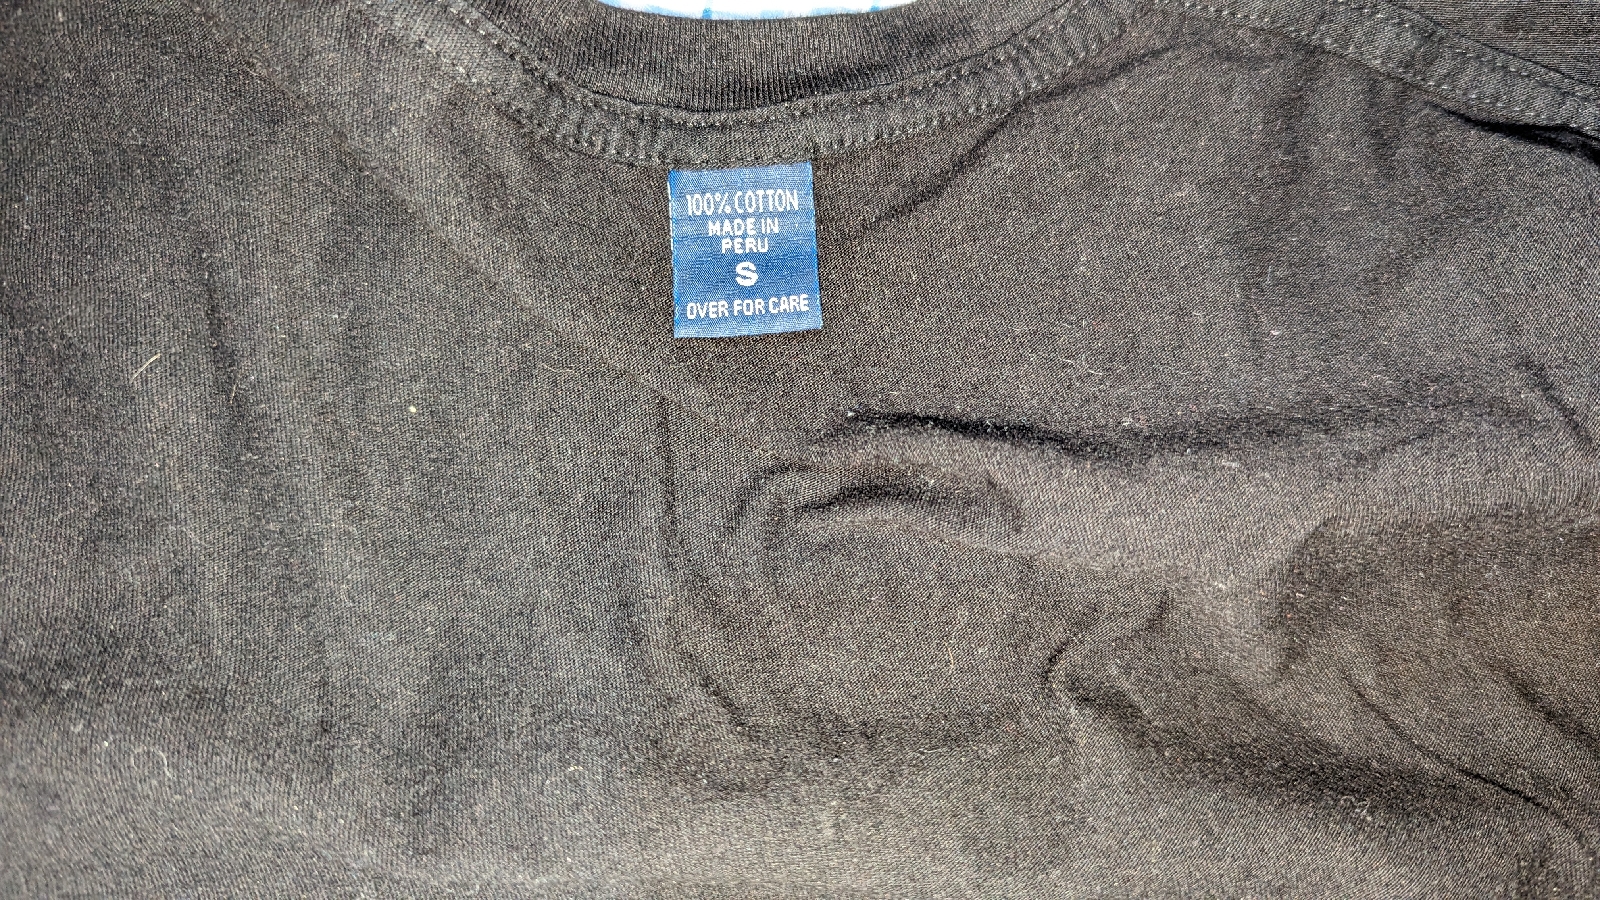 100% COTTON
MADE IN
PERU
S
OVER FOR CARE